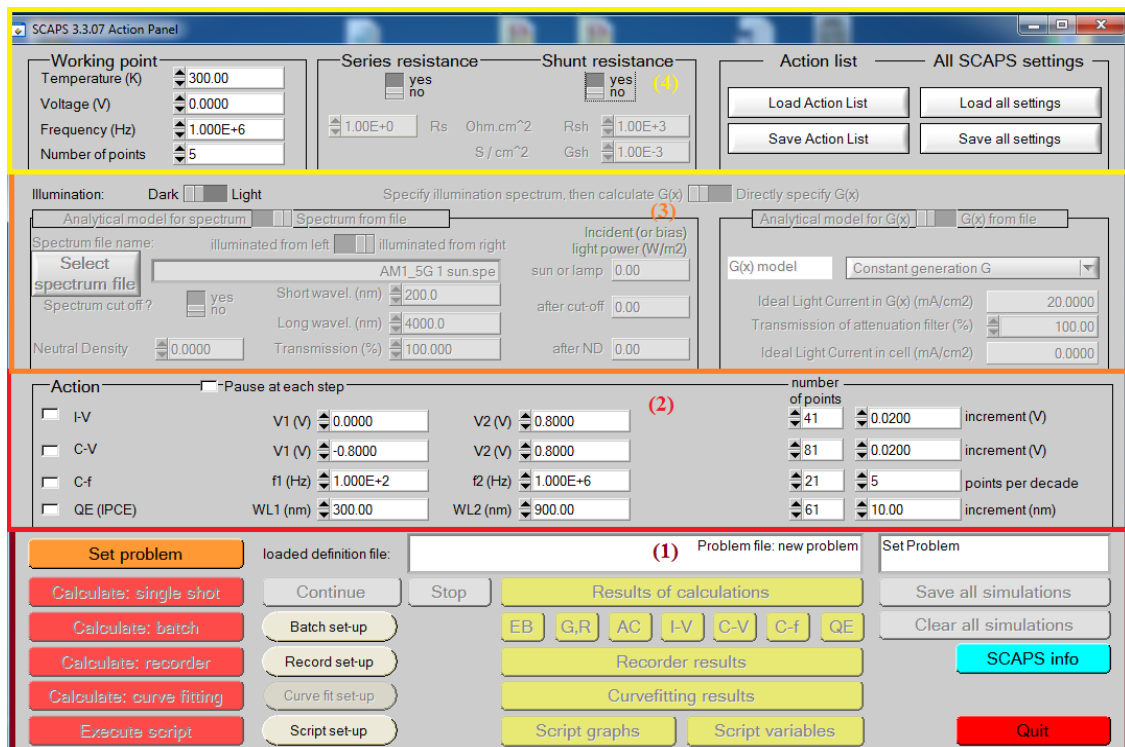 SCAPS 3.3.07 Action Panel
Working point
Temperature (K) 300.00
Voltage (V) 0.0000
Frequency (Hz) 1.000E+6
Number of points 5
Series resistance Shunt resistance
yes yes (4)
no no
1.00E+0 Rs Ohm.cm^2 Rsh 1.00E+3
S / cm^2 Gsh 1.00E-3
Action list All SCAPS settings
Load Action List Load all settings
Save Action List Save all settings
Illumination: Dark Light Specify illumination spectrum, then calculate G(x) Directly specify G(x)
(3)
Analytical model for spectrum Spectrum from file
Spectrum file name: illuminated from left illuminated from right
Incident (or bias)
light power (W/m2)
Select
spectrum file
AM1_5G 1 sun.spe sun or lamp 0.00
Spectrum cut off ? yes
no
Short wavel. (nm) 200.0
after cut-off 0.00
Long wavel. (nm) 4000.0
Neutral Density 0.0000 Transmission (%) 100.000 after ND 0.00
Analytical model for G(x) G(x) from file
G(x) model Constant generation G
Ideal Light Current in G(x) (mA/cm2) 20.0000
Transmission of attenuation filter (%) 100.00
Ideal Light Current in cell (mA/cm2) 0.0000
Action Pause at each step
(2)
number
of points
I-V V1 (V) 0.0000 V2 (V) 0.8000 41 0.0200 increment (V)
C-V V1 (V) -0.8000 V2 (V) 0.8000 81 0.0200 increment (V)
C-f f1 (Hz) 1.000E+2 f2 (Hz) 1.000E+6 21 5 points per decade
QE (IPCE) WL1 (nm) 300.00 WL2 (nm) 900.00 61 10.00 increment (nm)
Set problem loaded definition file: (1) Problem file: new problem Set Problem
Calculate: single shot Continue Stop Results of calculations Save all simulations
Calculate: batch Batch set-up EB G,R AC I-V C-V C-f QE Clear all simulations
Calculate: recorder Record set-up Recorder results SCAPS info
Calculate: curve fitting Curve fit set-up Curvefitting results
Execute script Script set-up Script graphs Script variables Quit